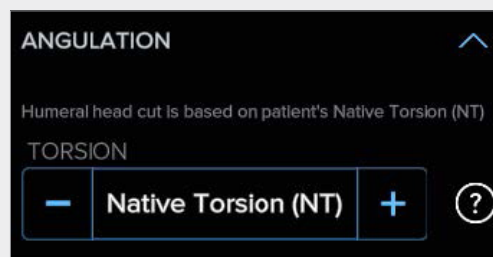 ANGULATION
Humeral head cut is based on patient's Native Torsion (NT)
TORSION
− Native Torsion (NT) + ?